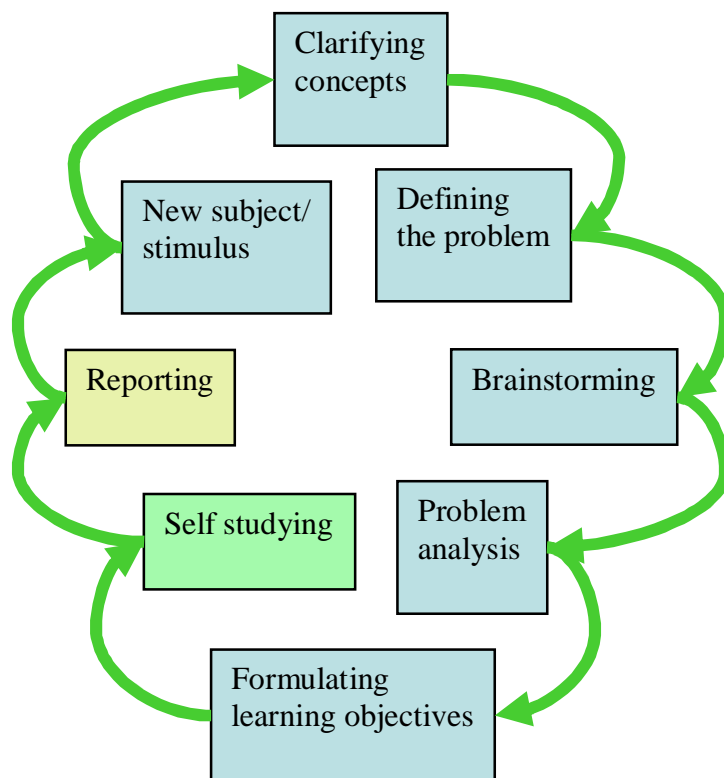 Clarifying
concepts
New subject/
stimulus
Defining
the problem
Reporting
Brainstorming
Self studying
Problem
analysis
Formulating
learning objectives